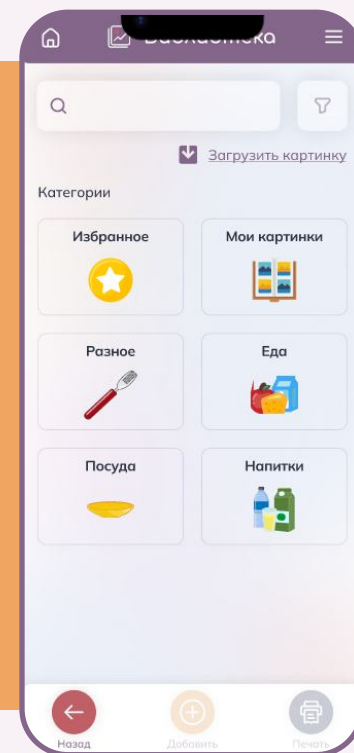 Загрузить картинку
Категории
Избранное
Мои картинки
Разное
Еда
Посуда
Напитки
Назад
Добавить
Печать